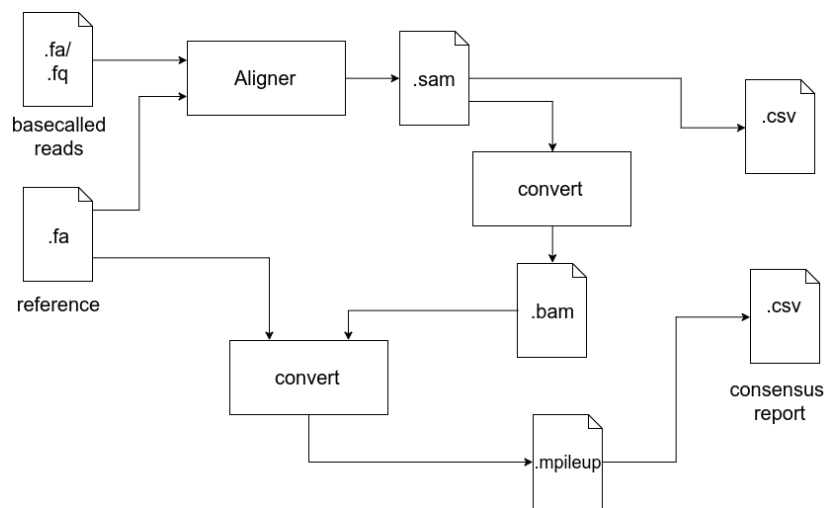 .fa/
.fq
basecalled
reads
Aligner
.sam
.csv
convert
.fa
reference
.bam
.csv
convert
consensus
report
.mpileup